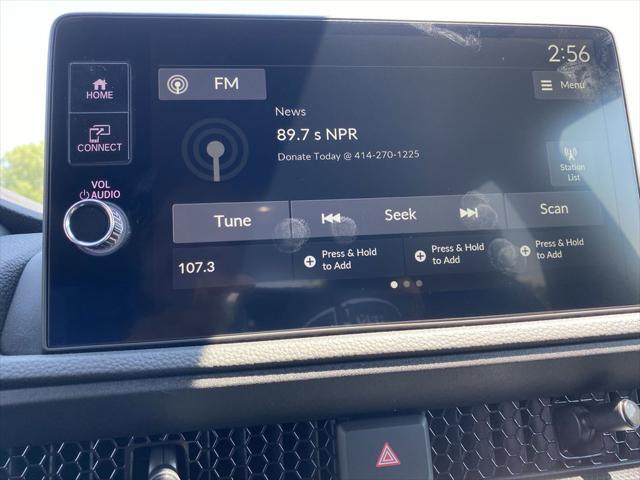 2:56
HOME
FM
Menu
News
89.7 s NPR
CONNECT
Donate Today @ 414-270-1225
Station
List
VOL
AUDIO
Tune
Seek
Scan
107.3
Press & Hold
to Add
Press & Hold
to Add
Press & Hold
to Add